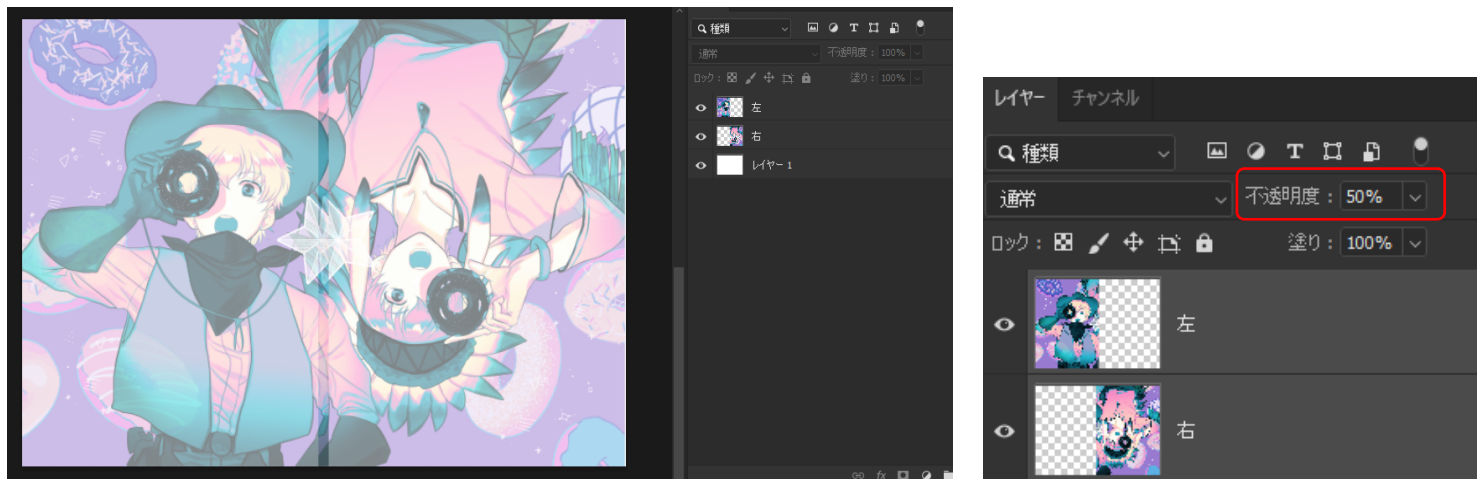 種類
通常 不透明度: 100%
ロック: 塗り: 100%
左
右
レイヤー 1
fx
レイヤー チャンネル
種類
通常 不透明度: 50%
ロック: 塗り: 100%
左
右